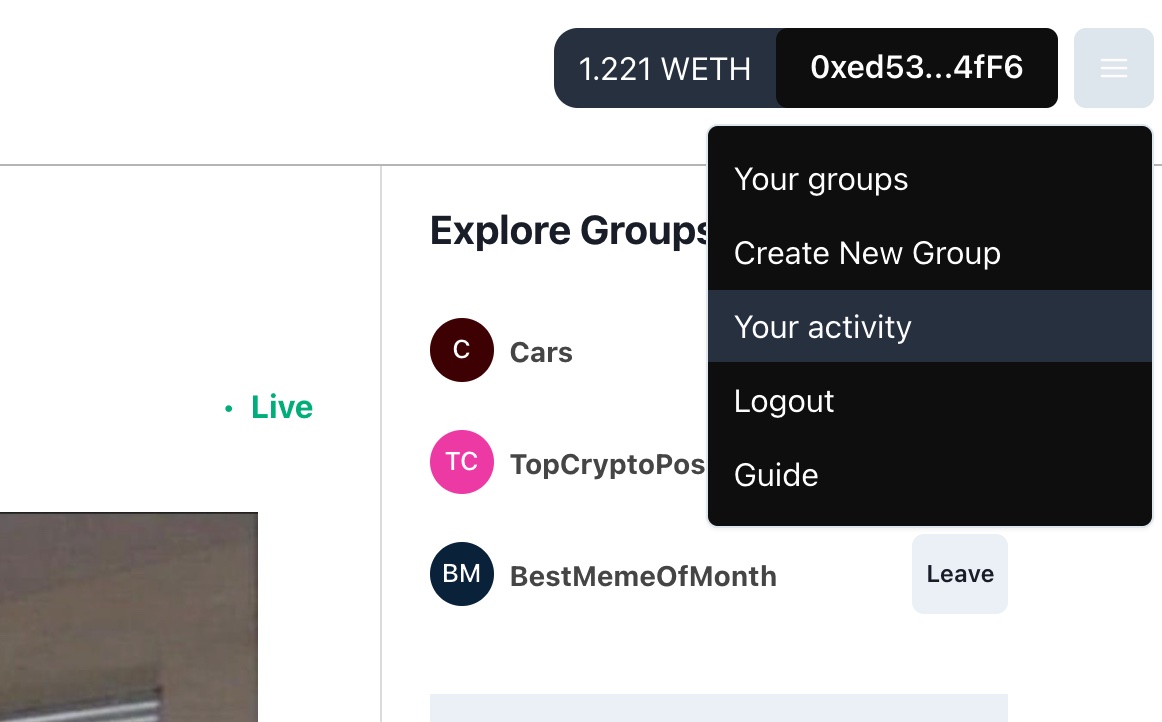 1.221 WETH
0xed53...4fF6
Your groups
Create New Group
Your activity
Logout
Guide
Explore Groups
C
Cars
• Live
TC
TopCryptoPos
BM
BestMemeOfMonth
Leave